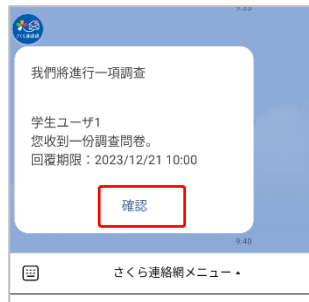 9:33
我們將進行一項調查
学生ユーザ1
您收到一份調查問卷。
回覆期限：2023/12/21 10:00
確認
9:40
さくら連絡網メニュー